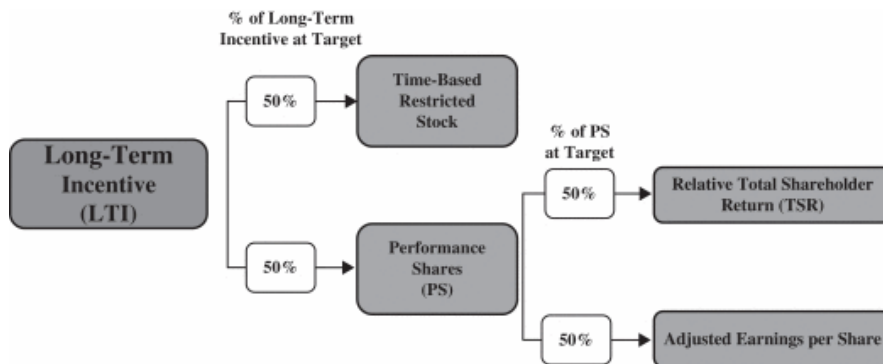 % of Long-Term
Incentive at Target
50%
Time-Based
Restricted
Stock
Long-Term
Incentive
(LTI)
% of PS
at Target
50%
Relative Total Shareholder
Return (TSR)
50%
Performance
Shares
(PS)
50%
Adjusted Earnings per Share